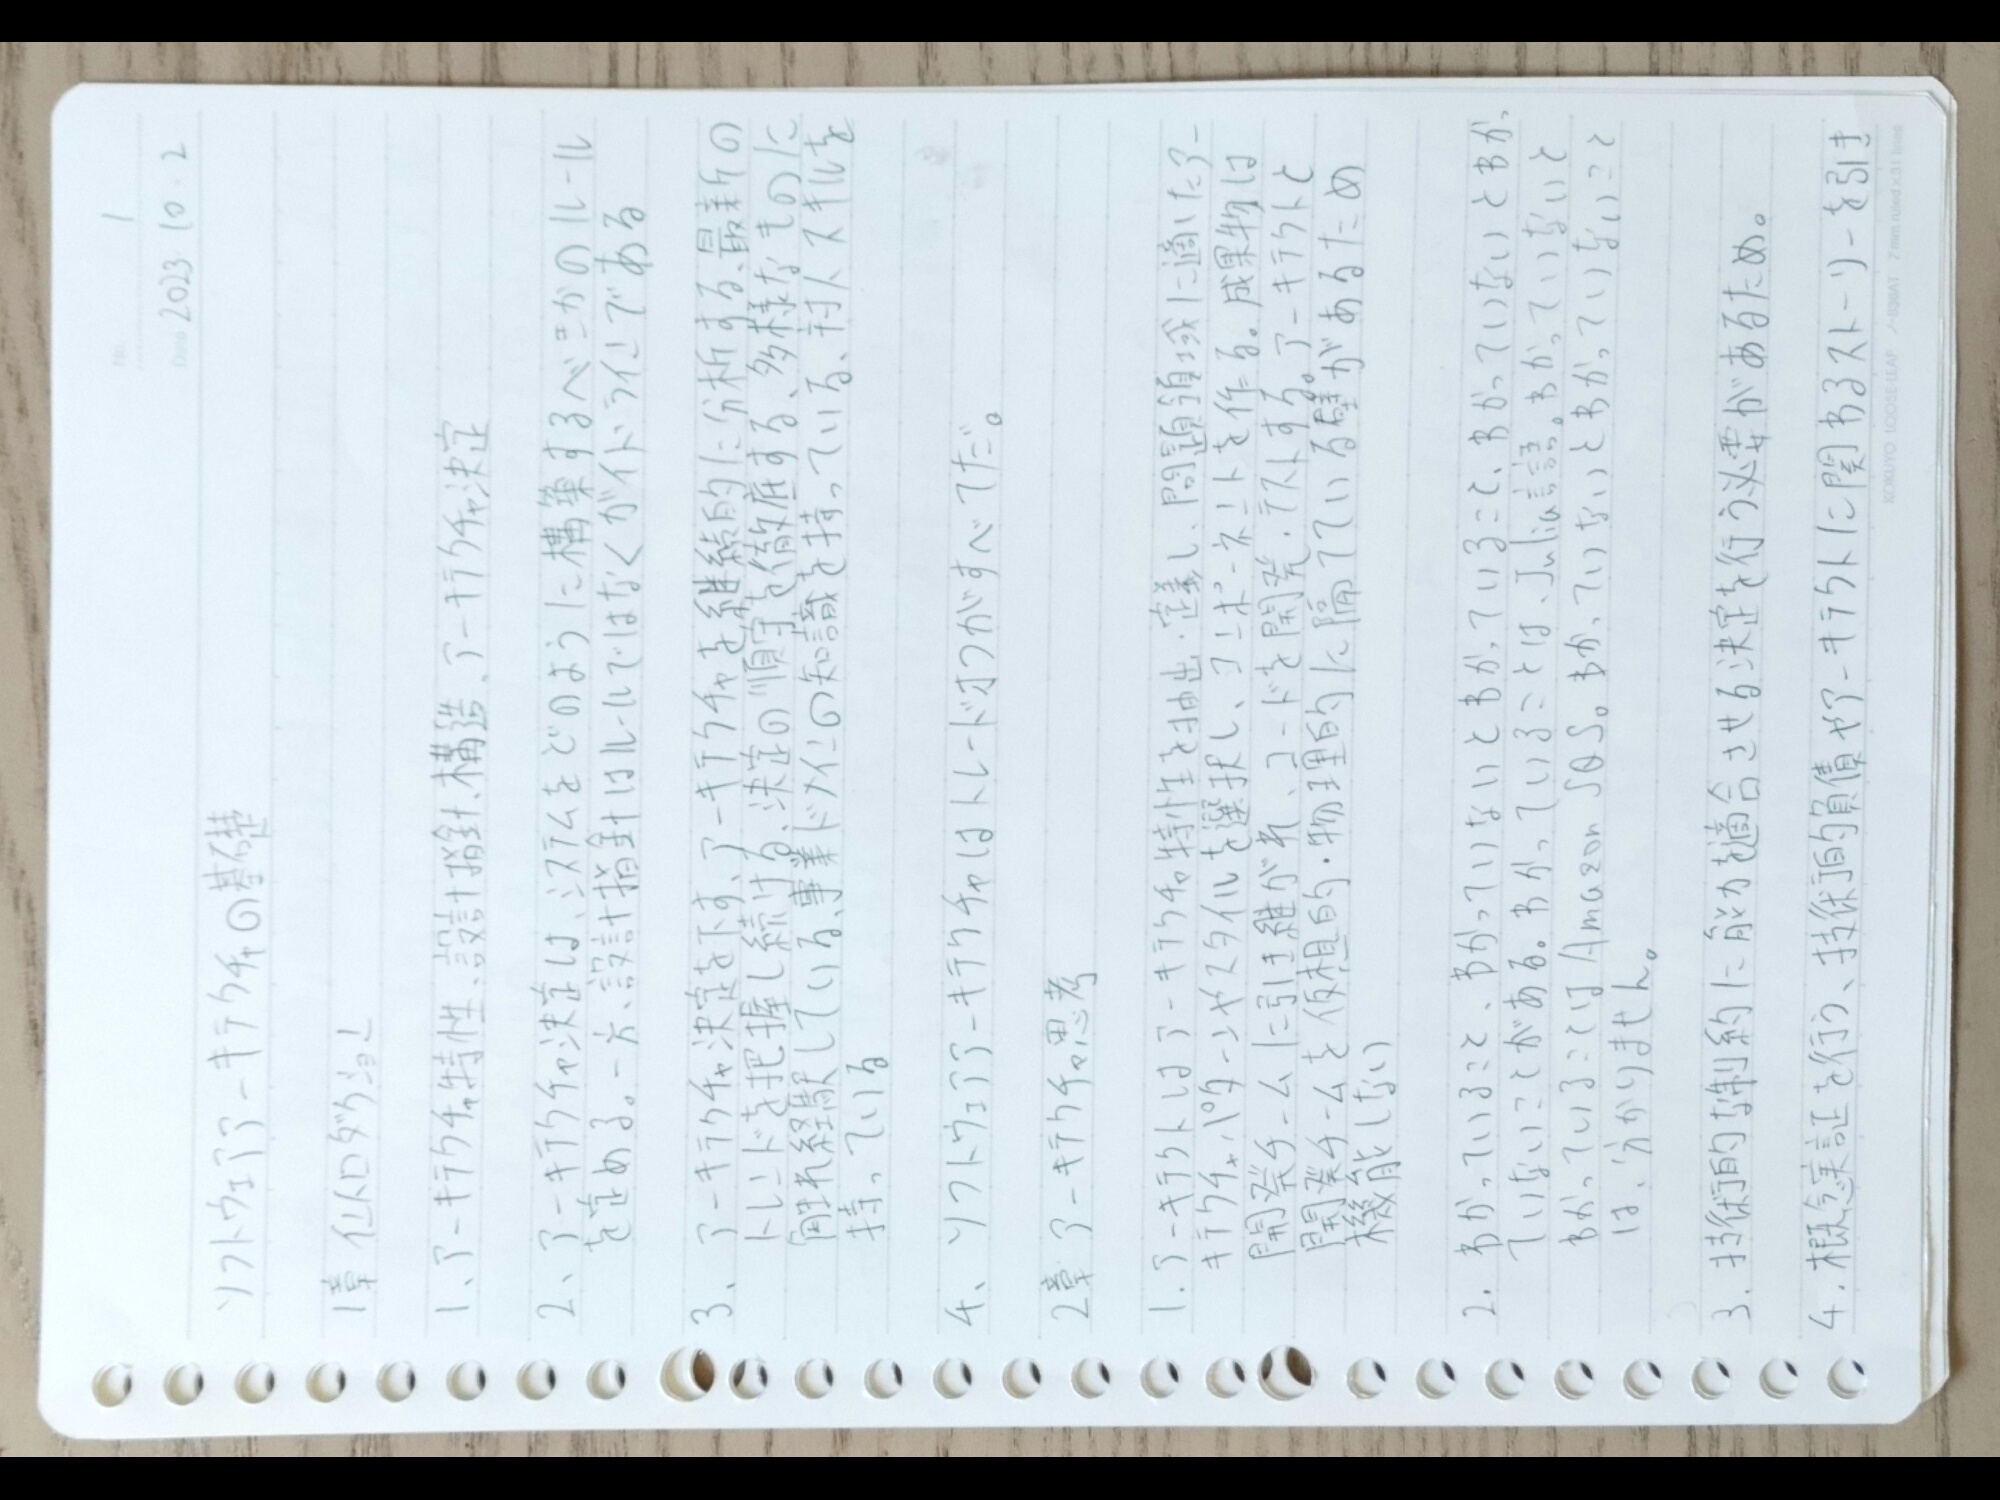 No. 1
Date 2023・10・2
ソフトウェアアーキテクチャの基礎
1章 イントロダクション
1、アーキテクチャ特性、設計指針、構造、アーキテクチャ決定
2、アーキテクチャ決定は、システムをどのように構築するべきかのルール
を定める。一方、設計指針はルールではなくガイドラインである
3、アーキテクチャ決定を下す、アーキテクチャを継続的に分析する、最新の
トレンドを把握し続ける、決定の順守を徹底する、多様なものに
触れ経験している、事業ドメインの知識を持っている、対人スキルを
持っている
4、ソフトウェアアーキテクチャはトレードオフがすべてだ。
2章 アーキテクチャ思考
1. アーキテクトはアーキテクチャ特性を抽出・定義し、問題領域に適したアー
キテクチャパターンやスタイルを選択し、コンポーネントを作る。成果物は
開発チームに引き継がれ、コードを開発・テストする。アーキテクトと
開発チームを仮想的・物理的に隔てている壁があるため
機能しない
2. わかっていること、わかっていないとわかっていること、わかっていないとわかっ
ていないことがある。わかっていることは、Julia言語。わかっていないと
わかっていることはAmazon SQS。わかっていないとわかっていないこと
は、分かりません。
3. 技術的な制約に能力を適合させる決定を行う必要があるため。
4. 概念実証を行う、技術的負債やアーキテクトに関わるストーリーを引き
KOKUYO LOOSE-LEAF ノ-836AT 7mm ruled×31 lines